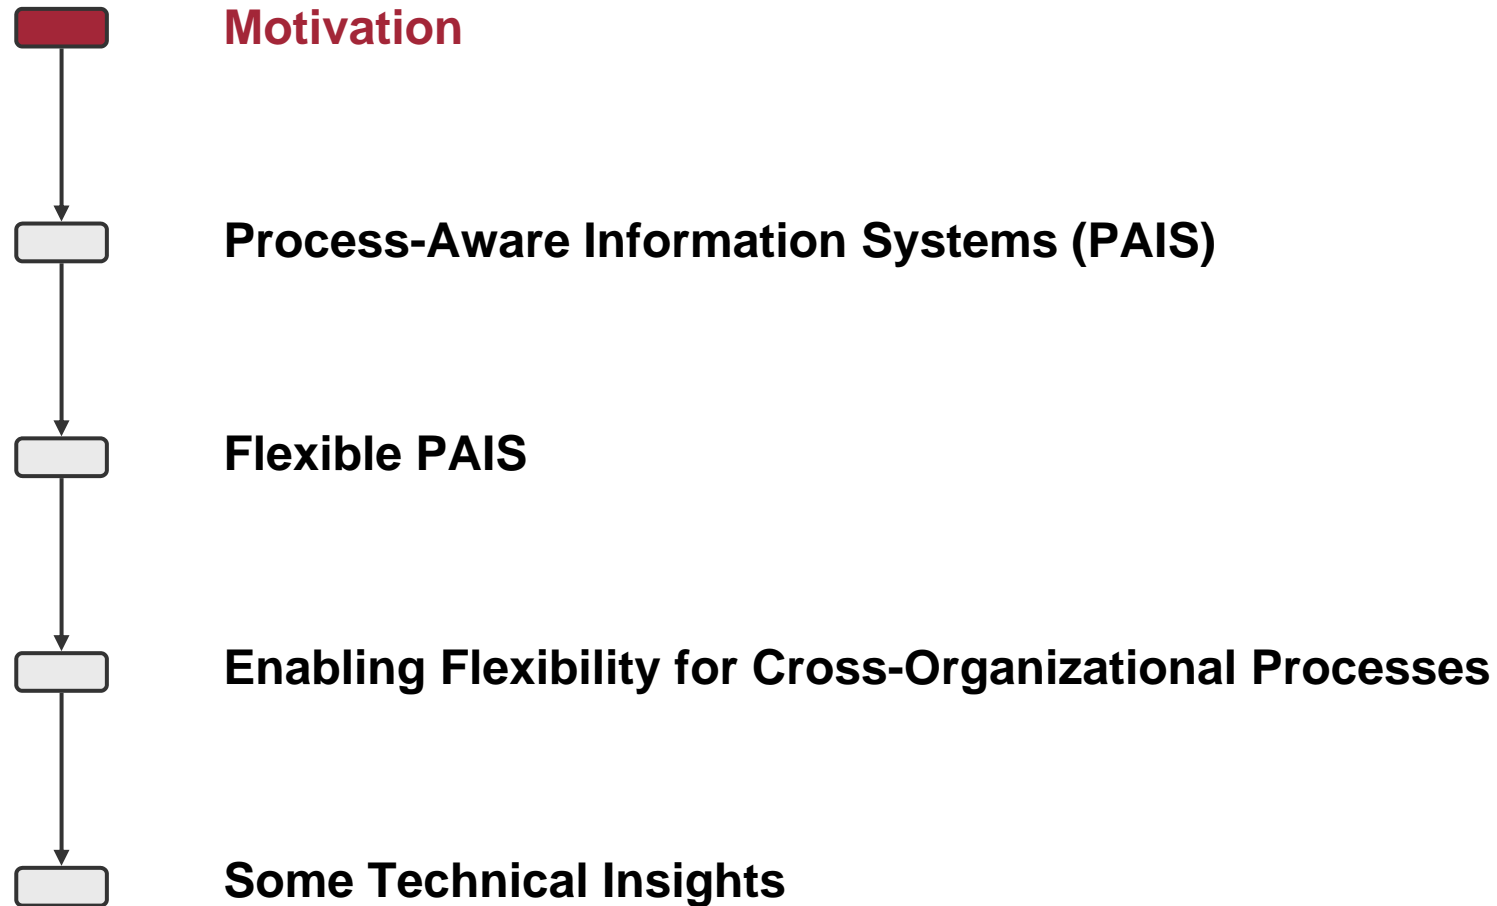 Motivation
Process-Aware Information Systems (PAIS)
Flexible PAIS
Enabling Flexibility for Cross-Organizational Processes
Some Technical Insights